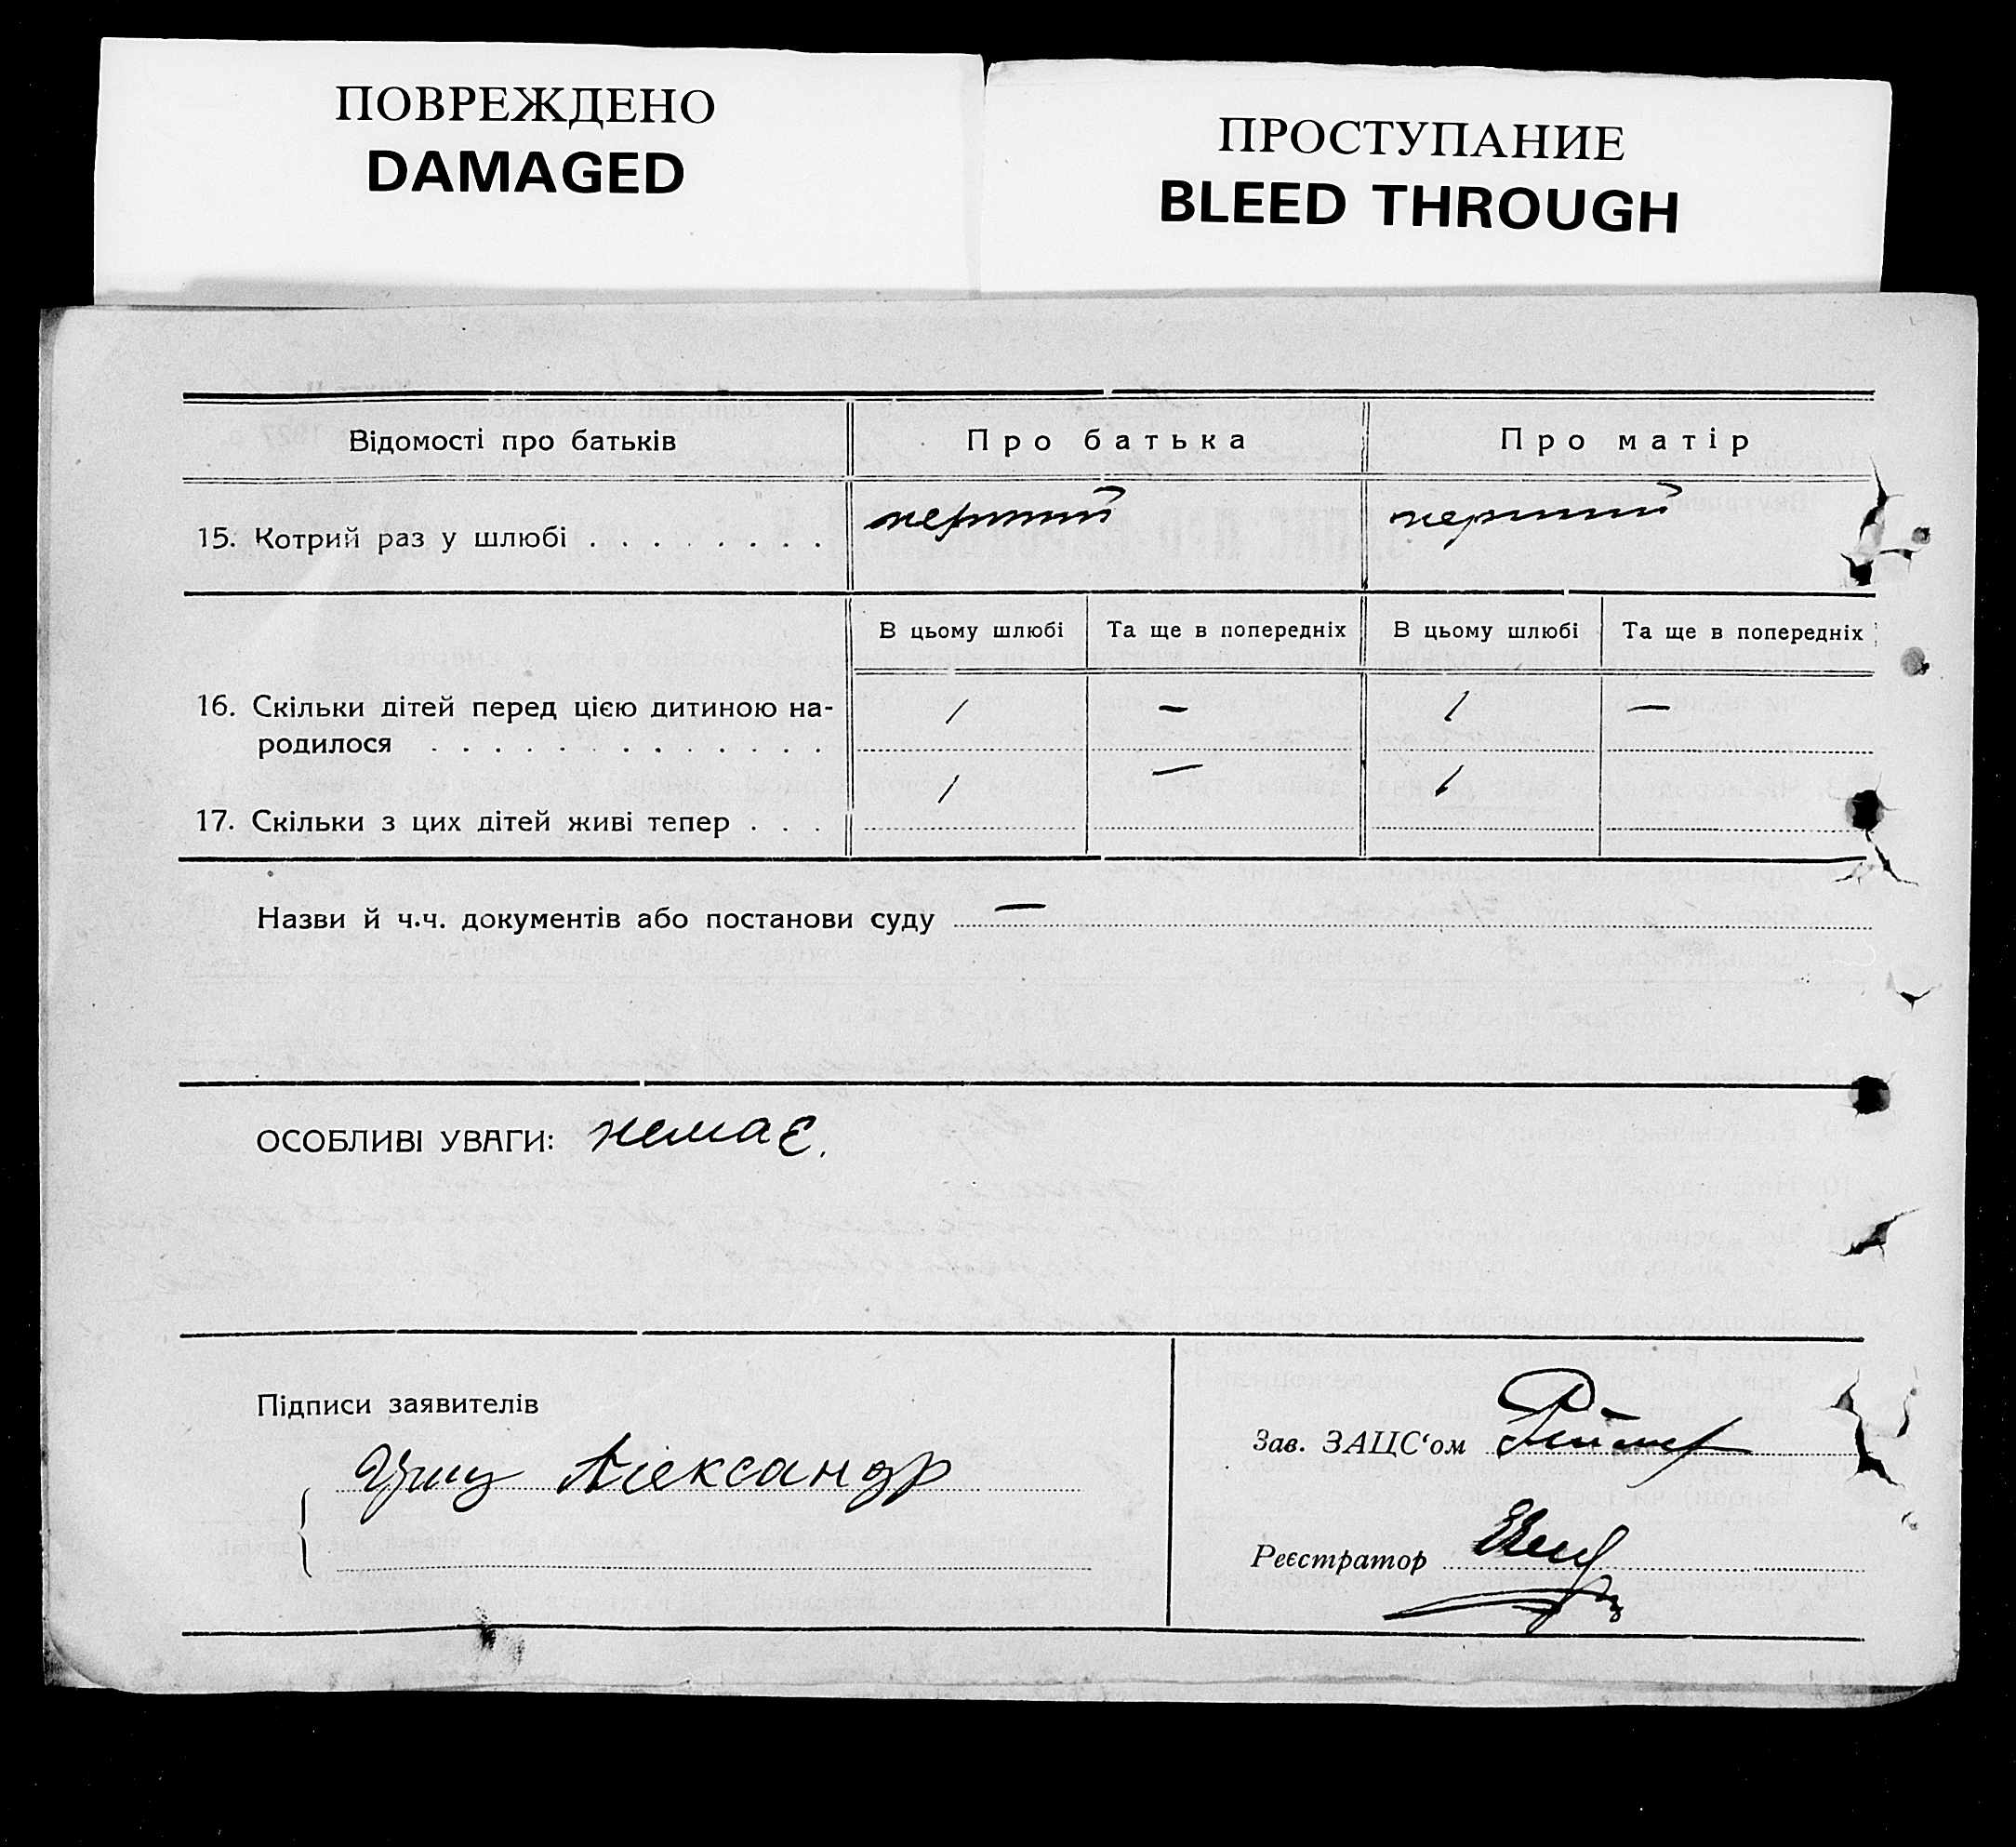 ПОВРЕЖДЕНО
DAMAGED
ПРОСТУПАНИЕ
BLEED THROUGH
Відомості про батьків Про батька Про матір
15. Котрий раз у шлюбі . . . . . . . . перший перший
В цьому шлюбі Та ще в попередніх В цьому шлюбі Та ще в попередніх
16. Скільки дітей перед цією дитиною на-
родилося . . . . . . . . . . . . . 1 — 1 —
17. Скільки з цих дітей живі тепер . . . 1 — 1
Назви й ч.ч. документів або постанови суду —
ОСОБЛИВІ УВАГИ: немає.
Підписи заявителів
Александр
Зав. ЗАЦС‘ом
Реєстратор